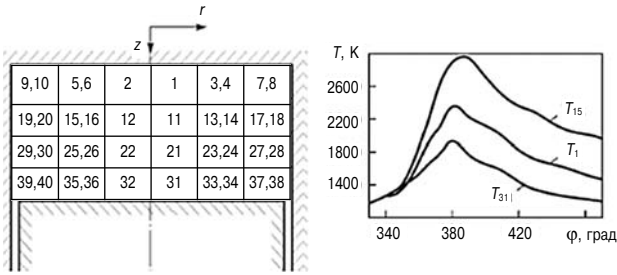 r
z
9,10 5,6 2 1 3,4 7,8
19,20 15,16 12 11 13,14 17,18
29,30 25,26 22 21 23,24 27,28
39,40 35,36 32 31 33,34 37,38
T, K
2600
2200
1800
1400
T15
T1
T31
340 380 420 φ, град